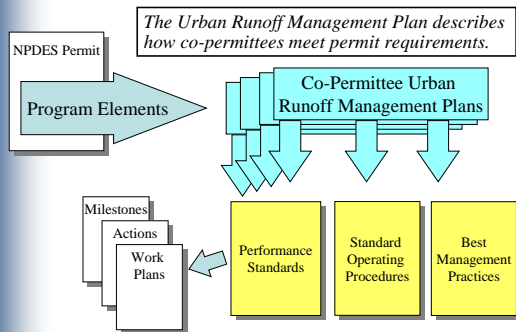 The Urban Runoff Management Plan describes
how co-permittees meet permit requirements.
NPDES Permit
Program Elements
Co-Permittee Urban
Runoff Management Plans
Milestones
Actions
Work
Plans
Performance
Standards
Standard
Operating
Procedures
Best
Management
Practices